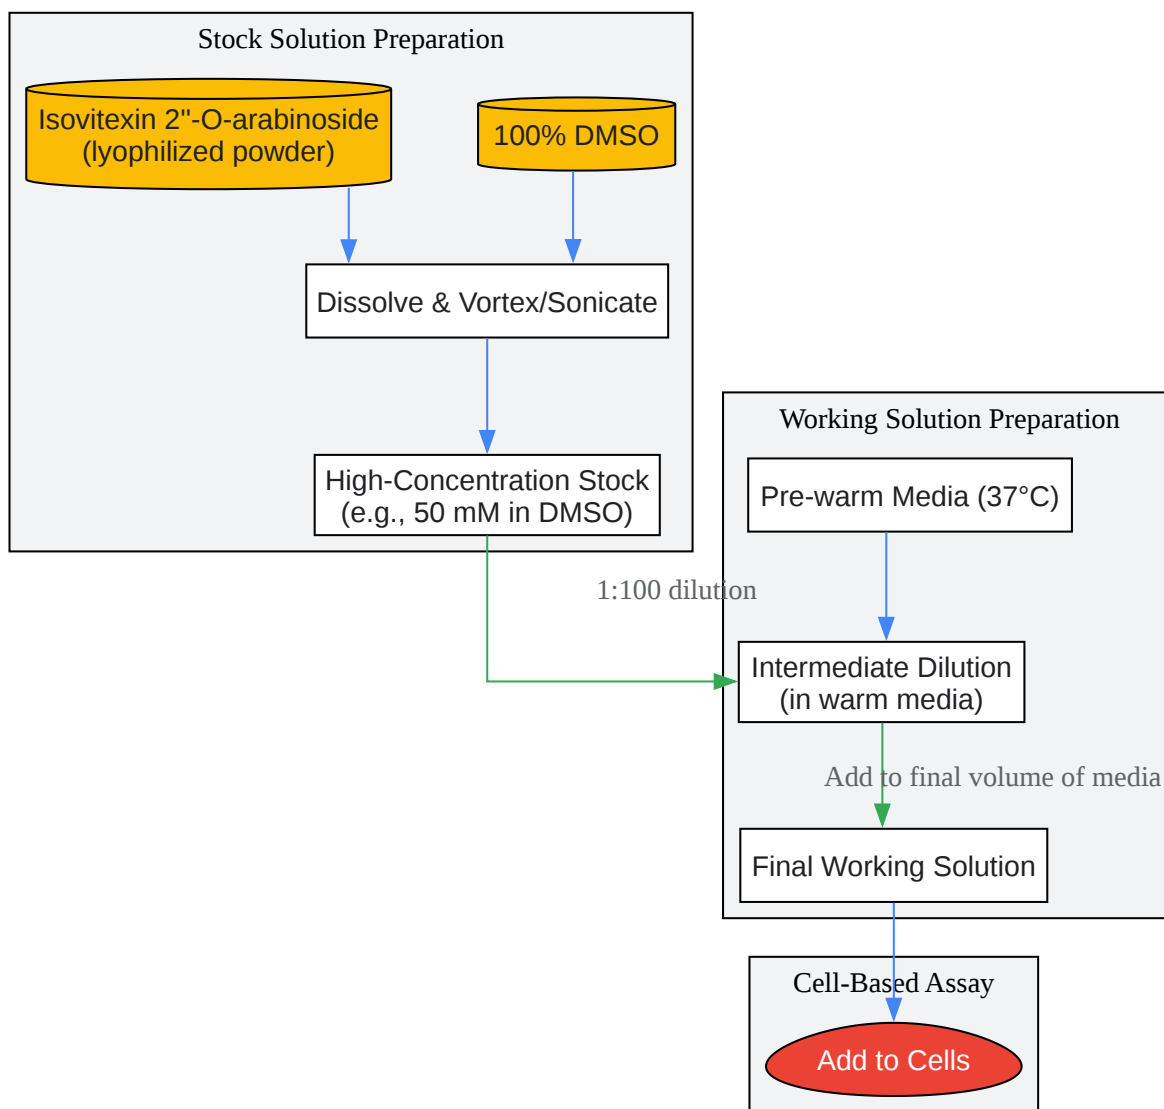 Stock Solution Preparation
Isovitexin 2"-O-arabinoside
(lyophilized powder)
100% DMSO
Dissolve & Vortex/Sonicate
High-Concentration Stock
(e.g., 50 mM in DMSO)
1:100 dilution
Working Solution Preparation
Pre-warm Media (37°C)
Intermediate Dilution
(in warm media)
Add to final volume of media
Final Working Solution
Cell-Based Assay
Add to Cells